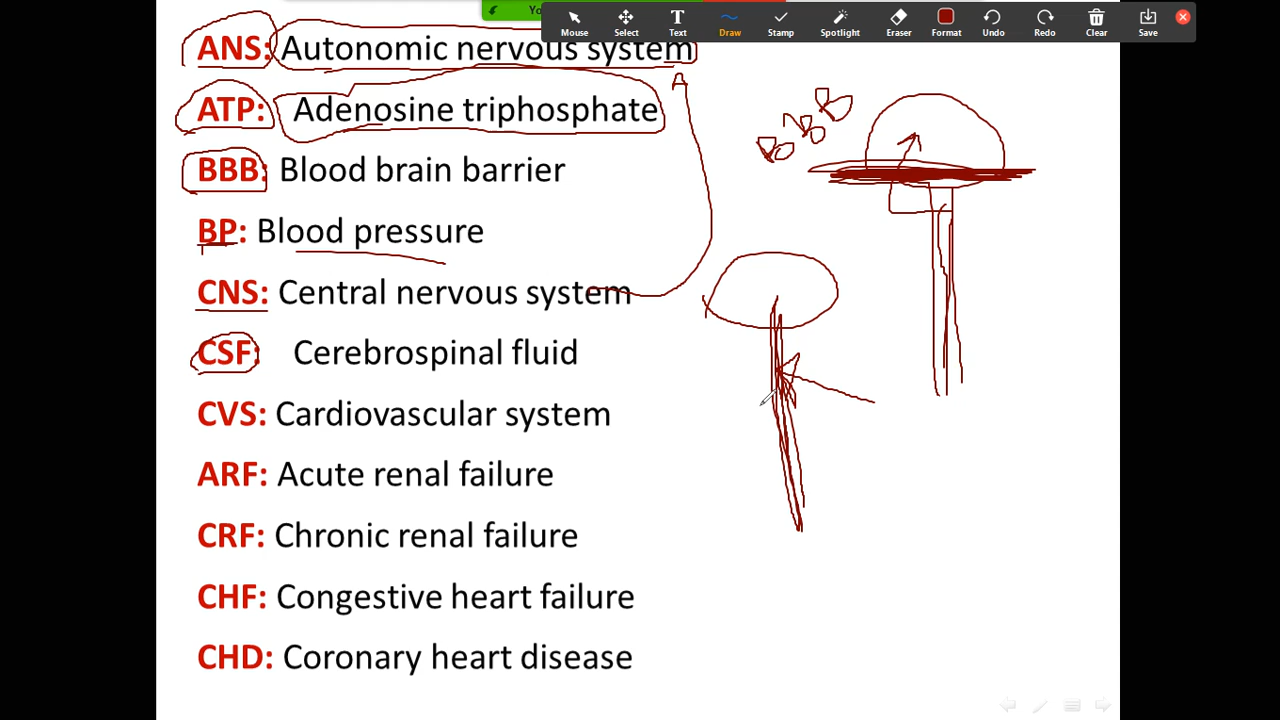 Yo
Mouse Select Text Draw Stamp Spotlight Eraser Format Undo Redo Clear Save
ANS: Autonomic nervous system
ATP: Adenosine triphosphate
BBB: Blood brain barrier
BP: Blood pressure
CNS: Central nervous system
CSF: Cerebrospinal fluid
CVS: Cardiovascular system
ARF: Acute renal failure
CRF: Chronic renal failure
CHF: Congestive heart failure
CHD: Coronary heart disease